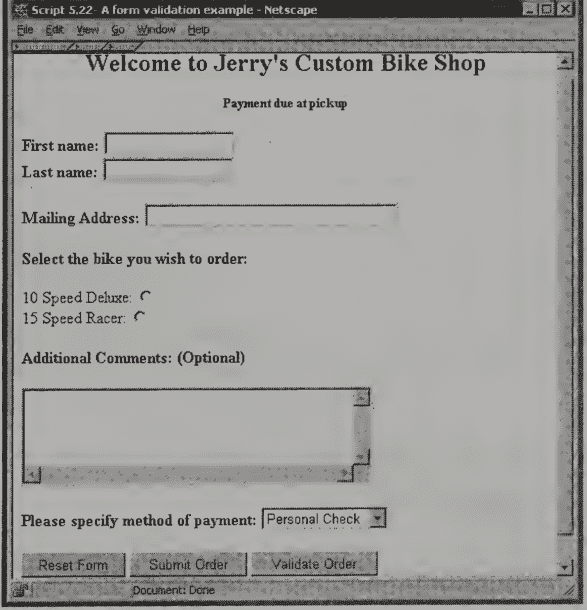 Script 5.22- A form validation example - Netscape
File Edit View Go Window Help
Welcome to Jerry's Custom Bike Shop
Payment due at pickup
First name:
Last name:
Mailing Address:
Select the bike you wish to order:
10 Speed Deluxe:
15 Speed Racer:
Additional Comments: (Optional)
Please specify method of payment: Personal Check
Reset Form Submit Order Validate Order
Document: Done